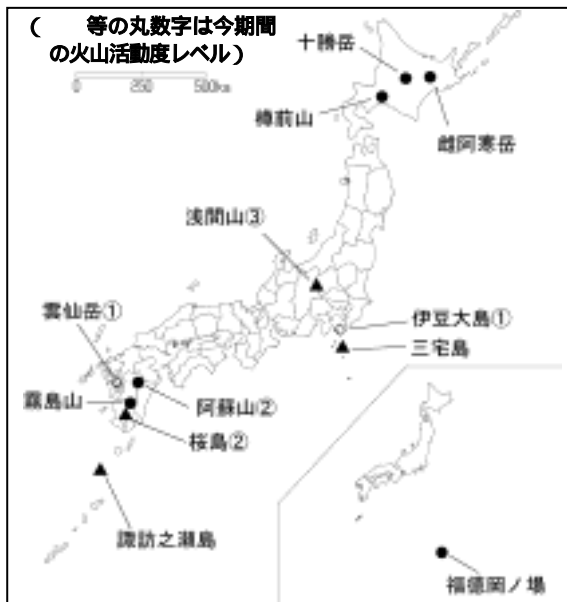 ( 等の丸数字は今期間
の火山活動度レベル)
0 250 500km
十勝岳
樽前山
雌阿寒岳
浅間山③
雲仙岳①
伊豆大島①
三宅島
霧島山
阿蘇山②
桜島②
諏訪之瀬島
福徳岡ノ場